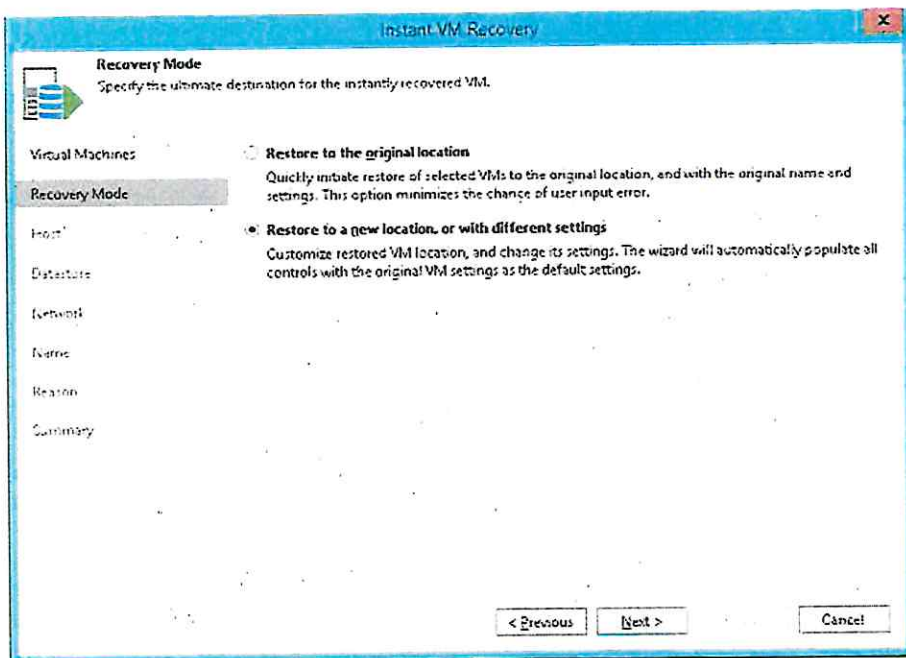 Instant VM Recovery
Recovery Mode
Specify the ultimate destination for the instantly recovered VM.
Virtual Machines
Recovery Mode
Host
Datastore
Network
Name
Reason
Summary
Restore to the original location
Quickly initiate restore of selected VMs to the original location, and with the original name and
settings. This option minimizes the change of user input error.
Restore to a new location, or with different settings
Customize restored VM location, and change its settings. The wizard will automatically populate all
controls with the original VM settings as the default settings.
< Previous
Next >
Cancel